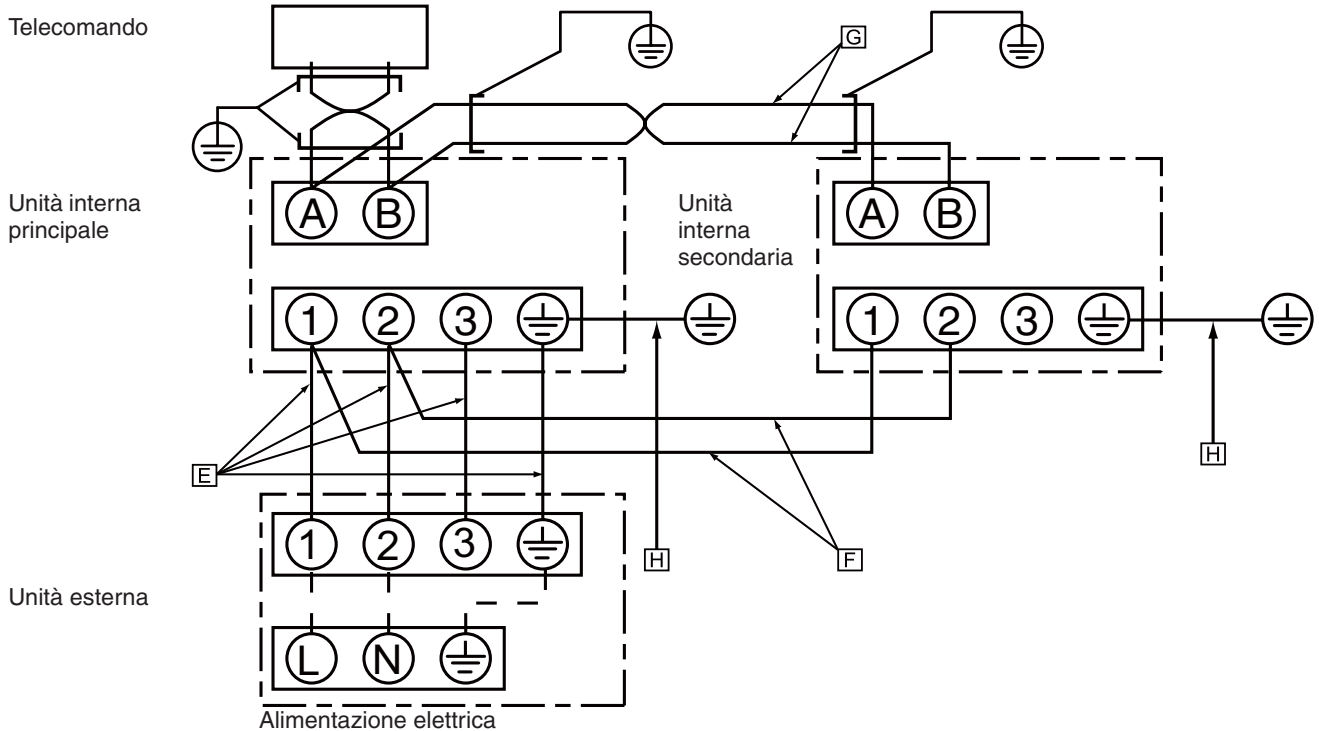 Telecomando
G
Unità interna
principale
A B
Unità
interna
secondaria
A B
1 2 3
1 2 3
E
H
H
F
1 2 3
Unità esterna
L N
Alimentazione elettrica